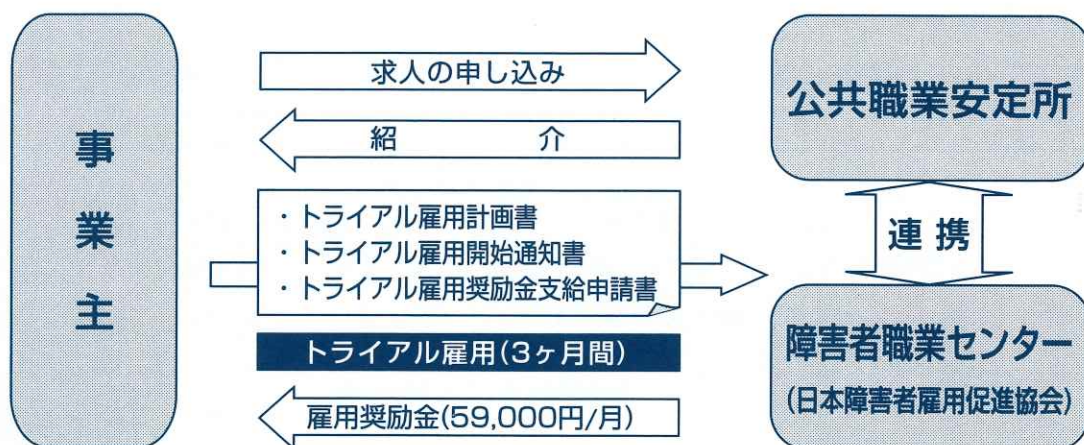 事業主
求人の申し込み
紹　　　介
・トライアル雇用計画書
・トライアル雇用開始通知書
・トライアル雇用奨励金支給申請書
トライアル雇用(3ヶ月間)
雇用奨励金(59,000円/月)
公共職業安定所
連携
障害者職業センター
(日本障害者雇用促進協会)